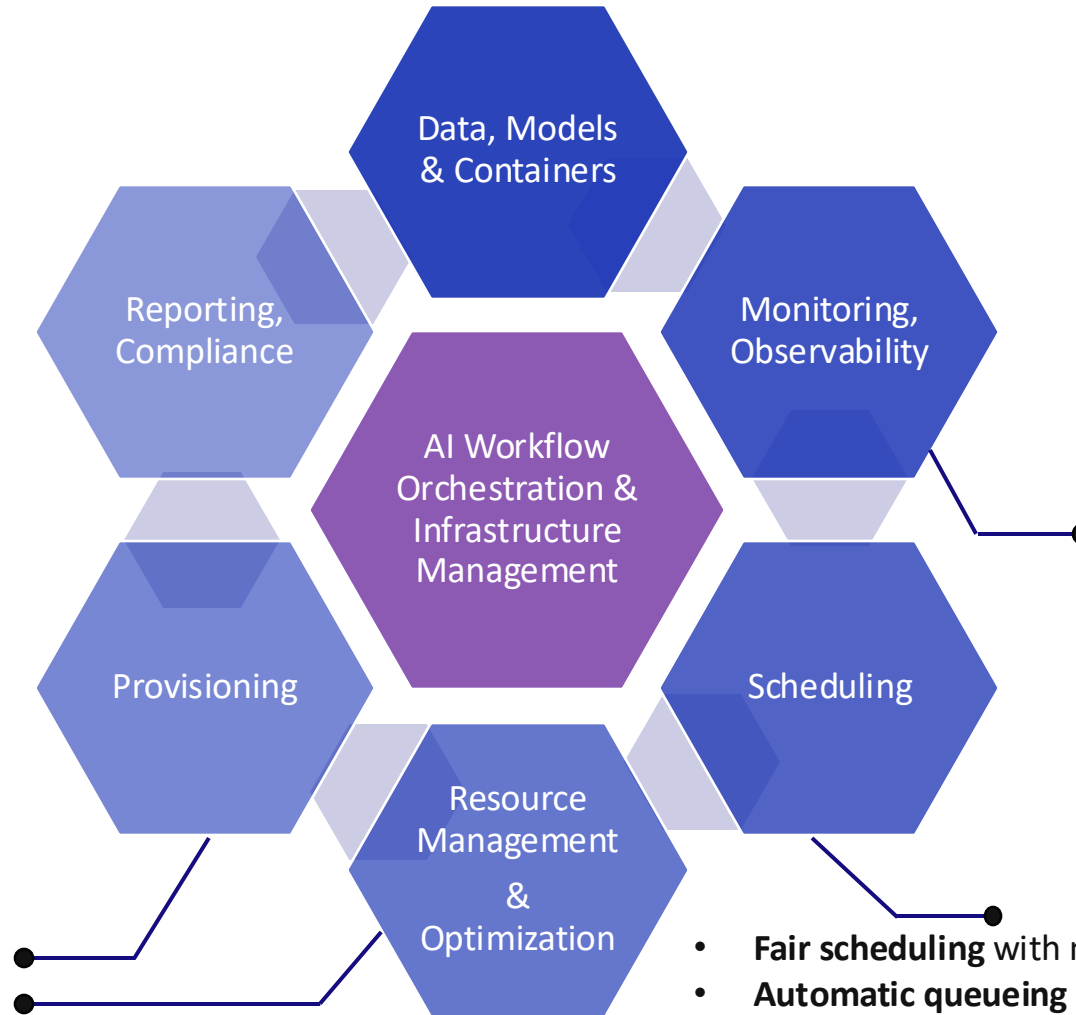 Data, Models
& Containers
Reporting,
Compliance
Monitoring,
Observability
AI Workflow
Orchestration &
Infrastructure
Management
Provisioning
Scheduling
Resource
Management
&
Optimization
• Fair scheduling with
• Automatic queueing